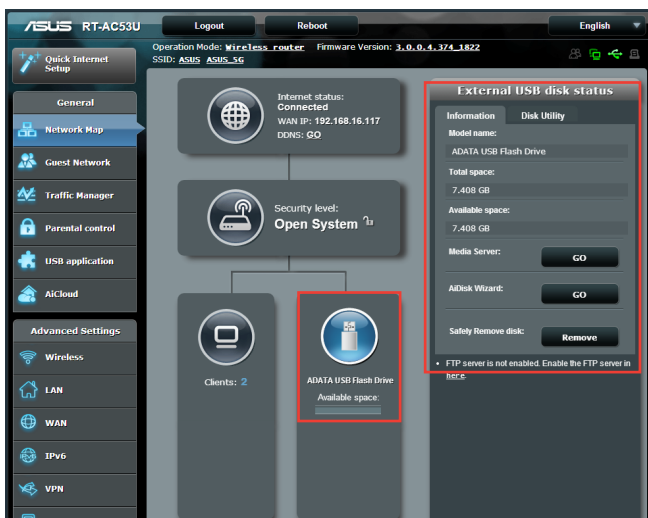 ASUS RT-AC53U
Logout
Reboot
English
Quick Internet
Setup
Operation Mode: Wireless router Firmware Version: 3.0.0.4.374_1822
SSID: ASUS ASUS_5G
General
Network Map
Guest Network
Traffic Manager
Parental control
USB application
AiCloud
Advanced Settings
Wireless
LAN
WAN
IPv6
VPN
Internet status:
Connected
WAN IP: 192.168.16.117
DDNS: GO
Security level:
Open System
Clients: 2
ADATA USB Flash Drive
Available space:
External USB disk status
Information
Disk Utility
Model name:
ADATA USB Flash Drive
Total space:
7.408 GB
Available space:
7.408 GB
Media Server:
GO
AiDisk Wizard:
GO
Safely Remove disk:
Remove
• FTP server is not enabled. Enable the FTP server in
here.